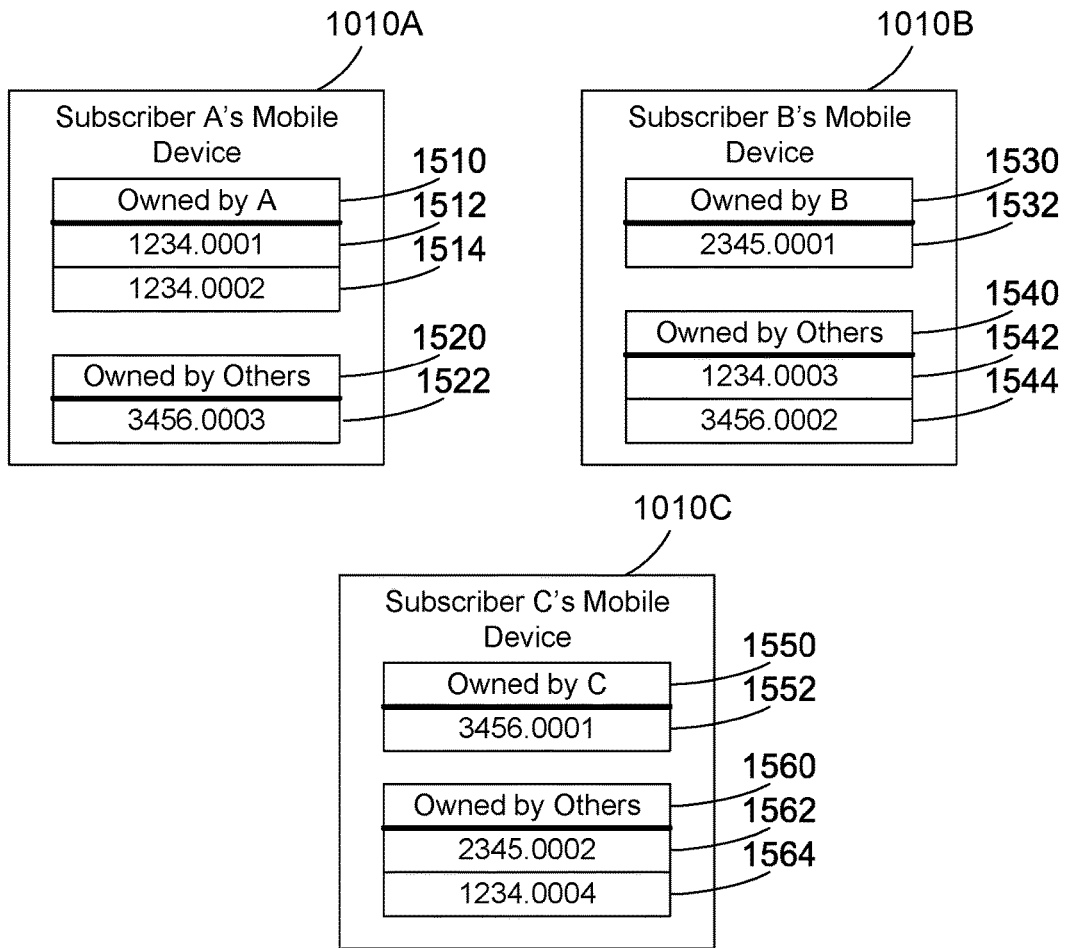 1010A
Subscriber A's Mobile
Device
1510
Owned by A
1512
1234.0001
1514
1234.0002
1520
Owned by Others
1522
3456.0003
1010B
Subscriber B's Mobile
Device
1530
Owned by B
1532
2345.0001
1540
Owned by Others
1542
1234.0003
1544
3456.0002
1010C
Subscriber C's Mobile
Device
1550
Owned by C
1552
3456.0001
1560
Owned by Others
1562
2345.0002
1564
1234.0004